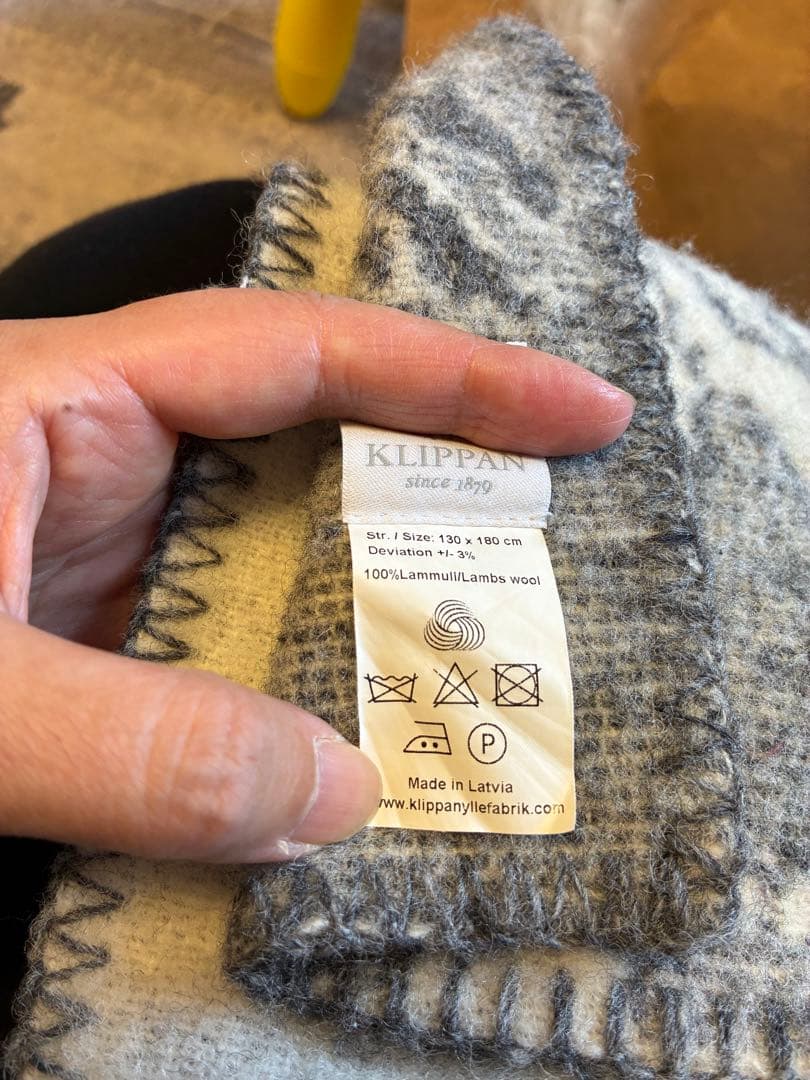 KLIPPAN
since 1879
Str. / Size: 130 x 180 cm
Deviation +/- 3%
100%Lammull/Lambs wool
P
Made in Latvia
www.klippanyllefabrik.com